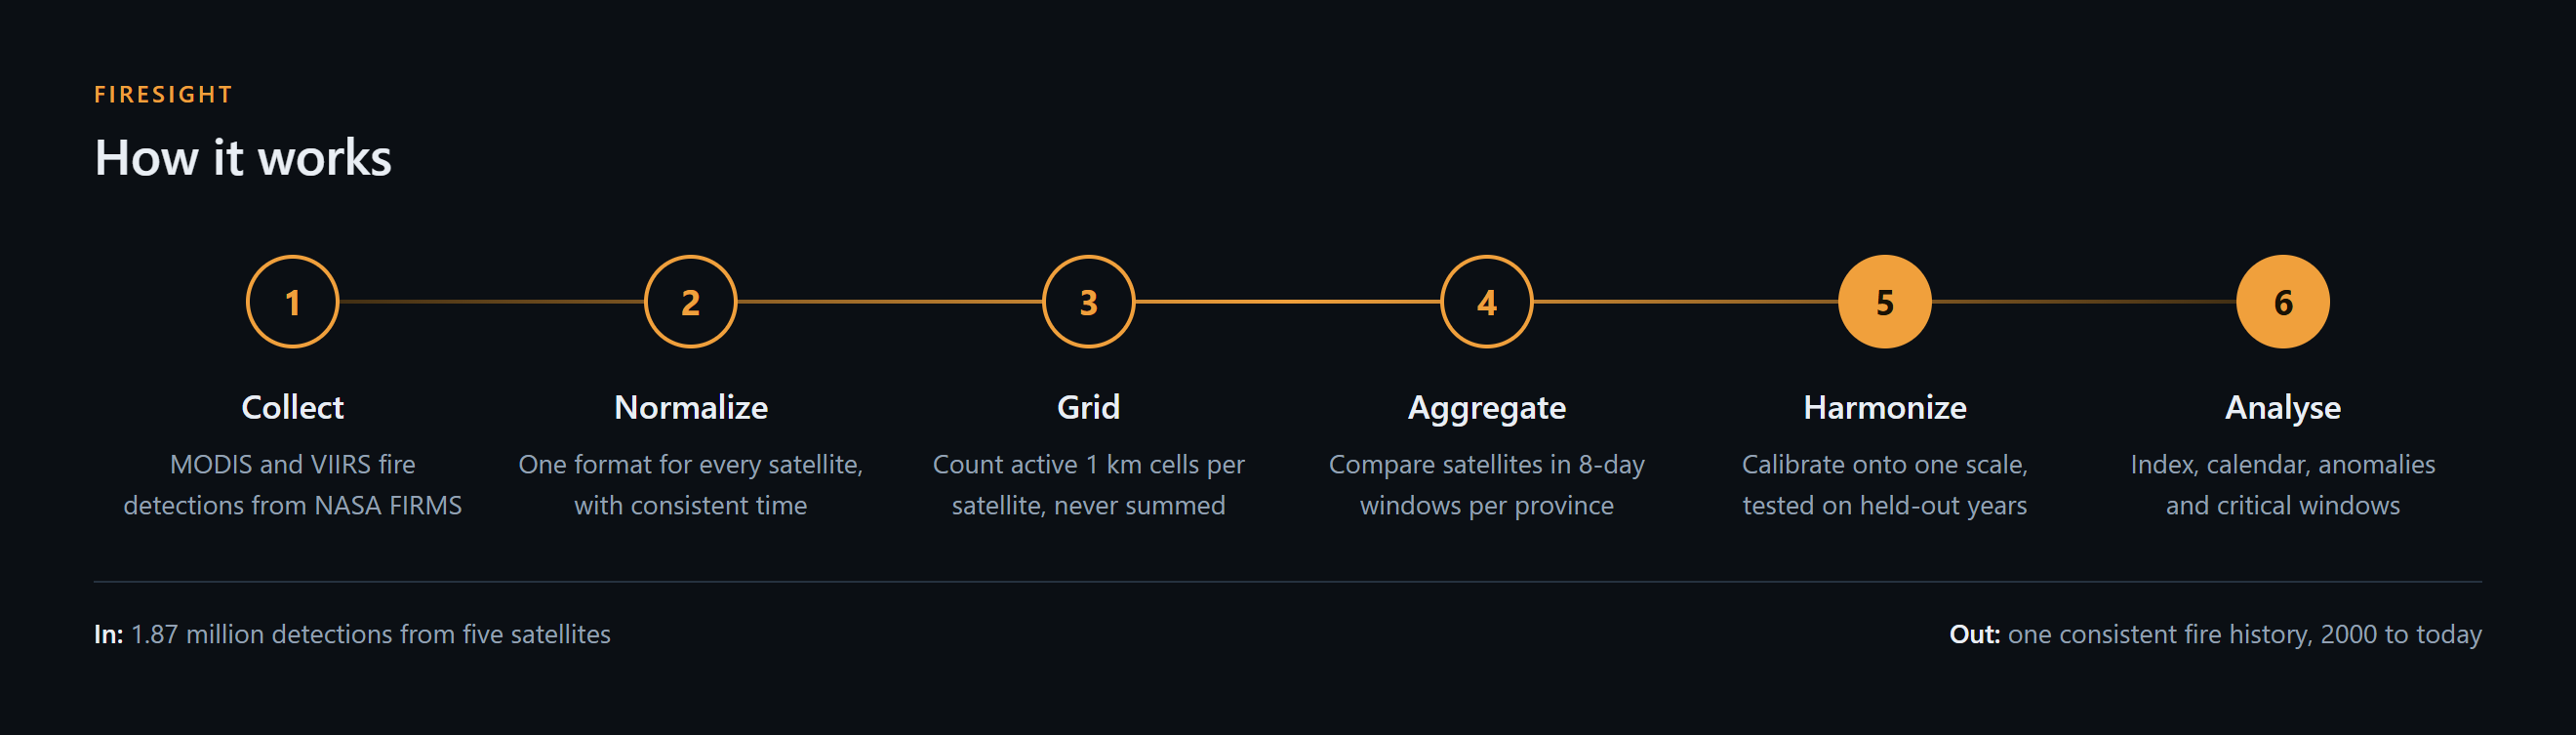 FIRESIGHT
How it works
1
2
3
4
5
6
Collect
MODIS and VIIRS fire
detections from NASA FIRMS
Normalize
One format for every satellite,
with consistent time
Grid
Count active 1 km cells per
satellite, never summed
Aggregate
Compare satellites in 8-day
windows per province
Harmonize
Calibrate onto one scale,
tested on held-out years
Analyse
Index, calendar, anomalies
and critical windows
In: 1.87 million detections from five satellites
Out: one consistent fire history, 2000 to today